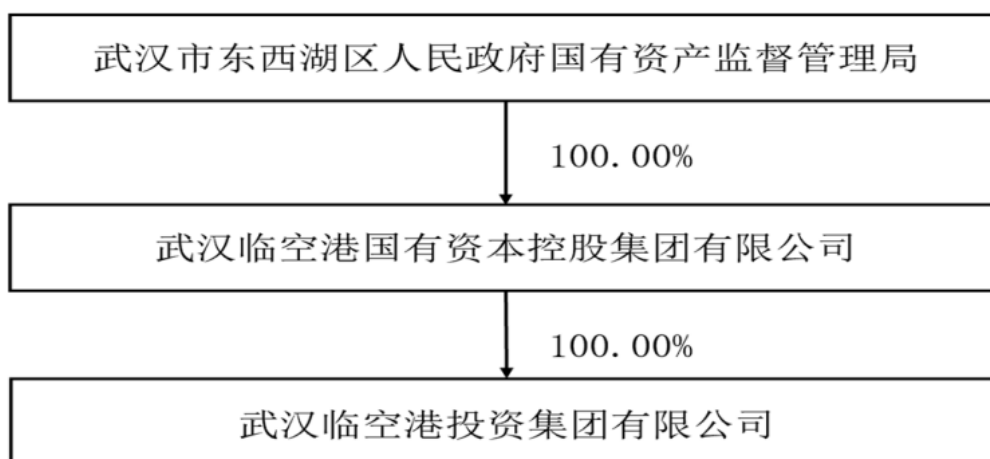 武汉市东西湖区人民政府国有资产监督管理局
100.00%
武汉临空港国有资本控股集团有限公司
100.00%
武汉临空港投资集团有限公司